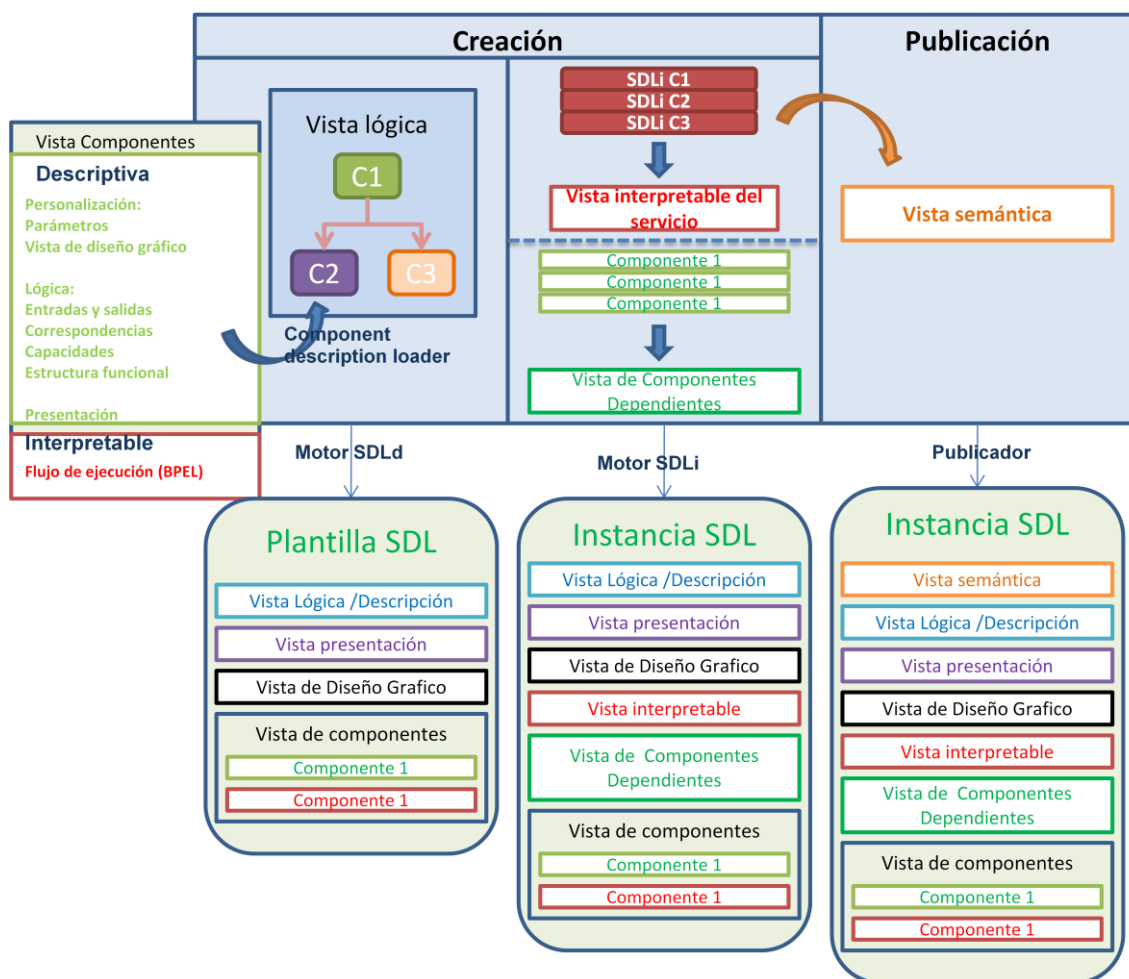 Creación
Publicación
Vista Componentes
Descriptiva
Personalización:
Parámetros
Vista de diseño gráfico
Lógica:
Entradas y salidas
Correspondencias
Capacidades
Estructura funcional
Presentación
Interpretable
Flujo de ejecución (BPEL)
Vista lógica
C1
C2
C3
Component
description loader
SDLi C1
SDLi C2
SDLi C3
Vista interpretable del
servicio
Componente 1
Componente 1
Componente 1
Vista de Componentes
Dependientes
Vista semántica
Motor SDLd
Motor SDLi
Publicador
Plantilla SDL
Vista Lógica /Descripción
Vista presentación
Vista de Diseño Grafico
Vista de componentes
Componente 1
Componente 1
Instancia SDL
Vista Lógica /Descripción
Vista presentación
Vista de Diseño Grafico
Vista interpretable
Vista de  Componentes
Dependientes
Vista de componentes
Componente 1
Componente 1
Instancia SDL
Vista semántica
Vista Lógica /Descripción
Vista presentación
Vista de Diseño Grafico
Vista interpretable
Vista de  Componentes
Dependientes
Vista de componentes
Componente 1
Componente 1